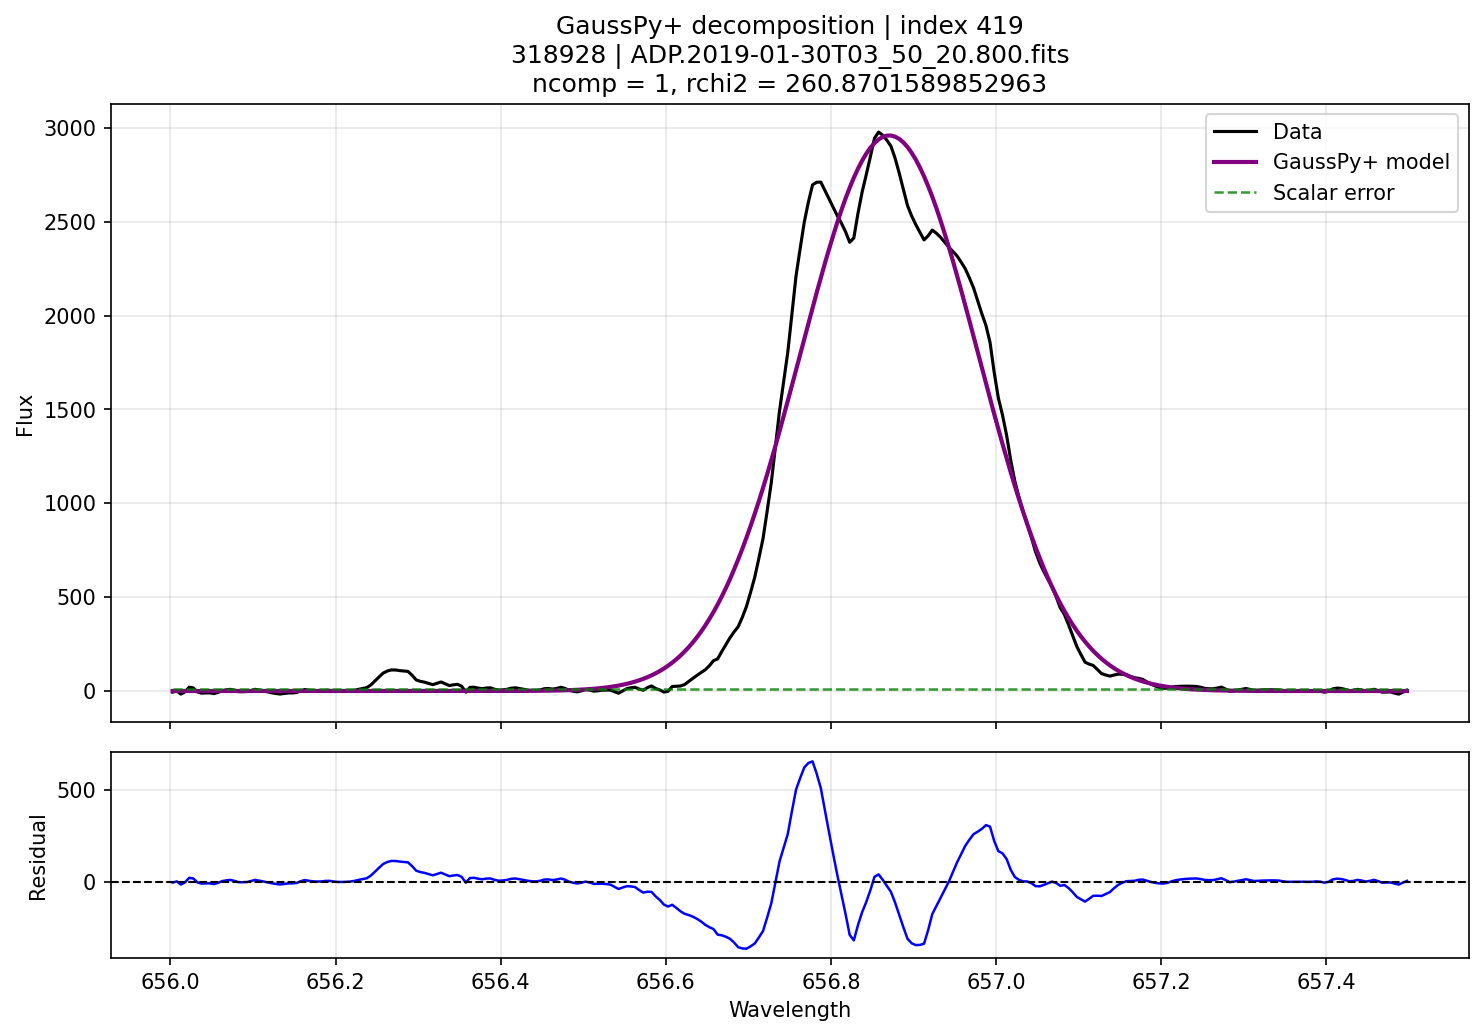 GaussPy+ decomposition | index 419
318928 | ADP.2019-01-30T03_50_20.800.fits
ncomp = 1, rchi2 = 260.8701589852963
Data
GaussPy+ model
Scalar error
3000
2500
2000
1500
1000
500
0
Flux
500
0
Residual
656.0 656.2 656.4 656.6 656.8 657.0 657.2 657.4
Wavelength